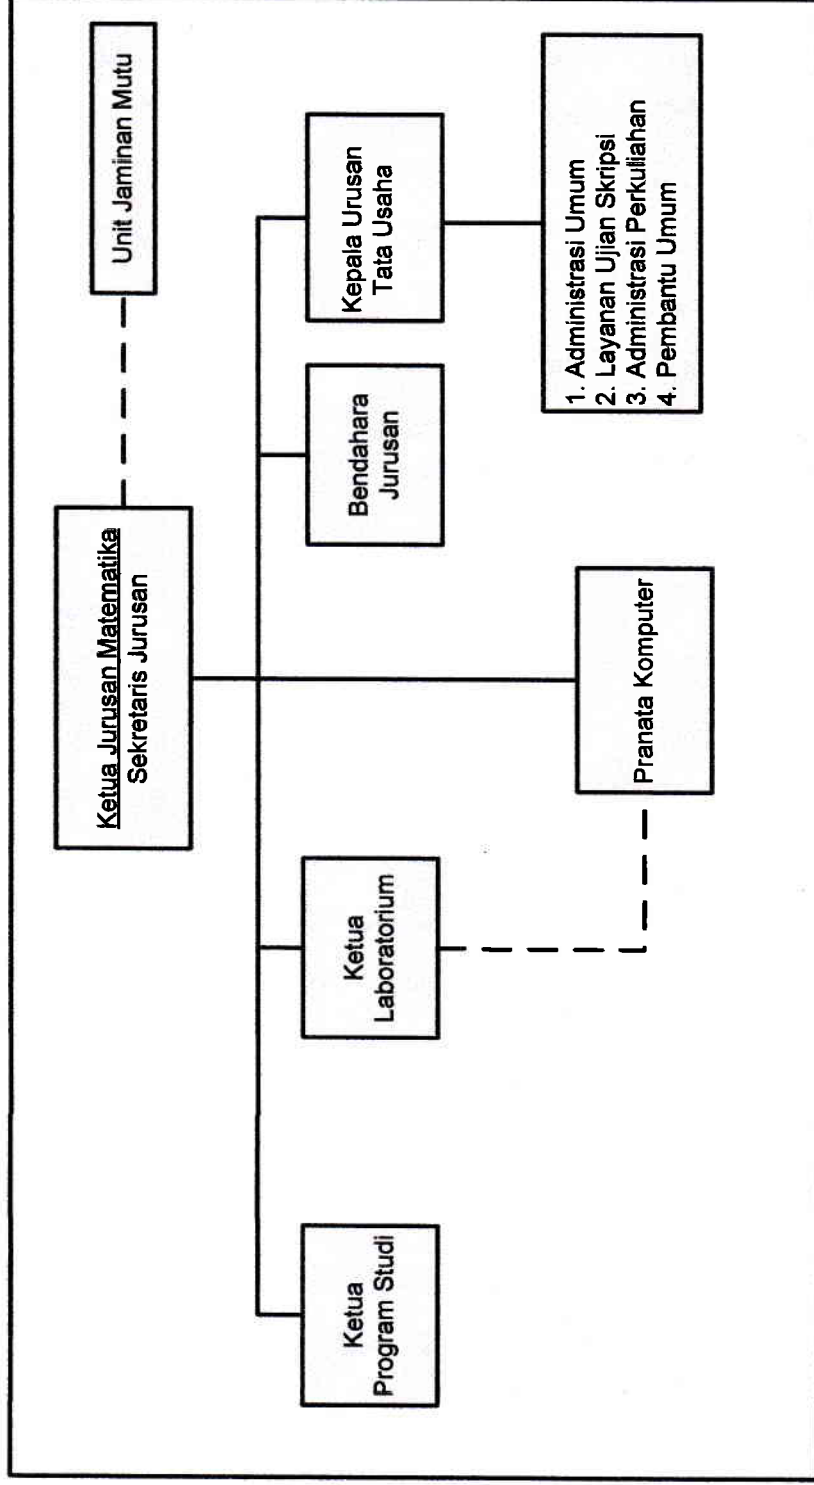 Ketua Jurusan Matematika
Sekretaris Jurusan
Unit Jaminan Mutu
Ketua
Program Studi
Ketua
Laboratorium
Bendahara
Jurusan
Kepala Urusan
Tata Usaha
Pranata Komputer
1. Administrasi Umum
2. Layanan Ujian Skripsi
3. Administrasi Perkuliahan
4. Pembantu Umum